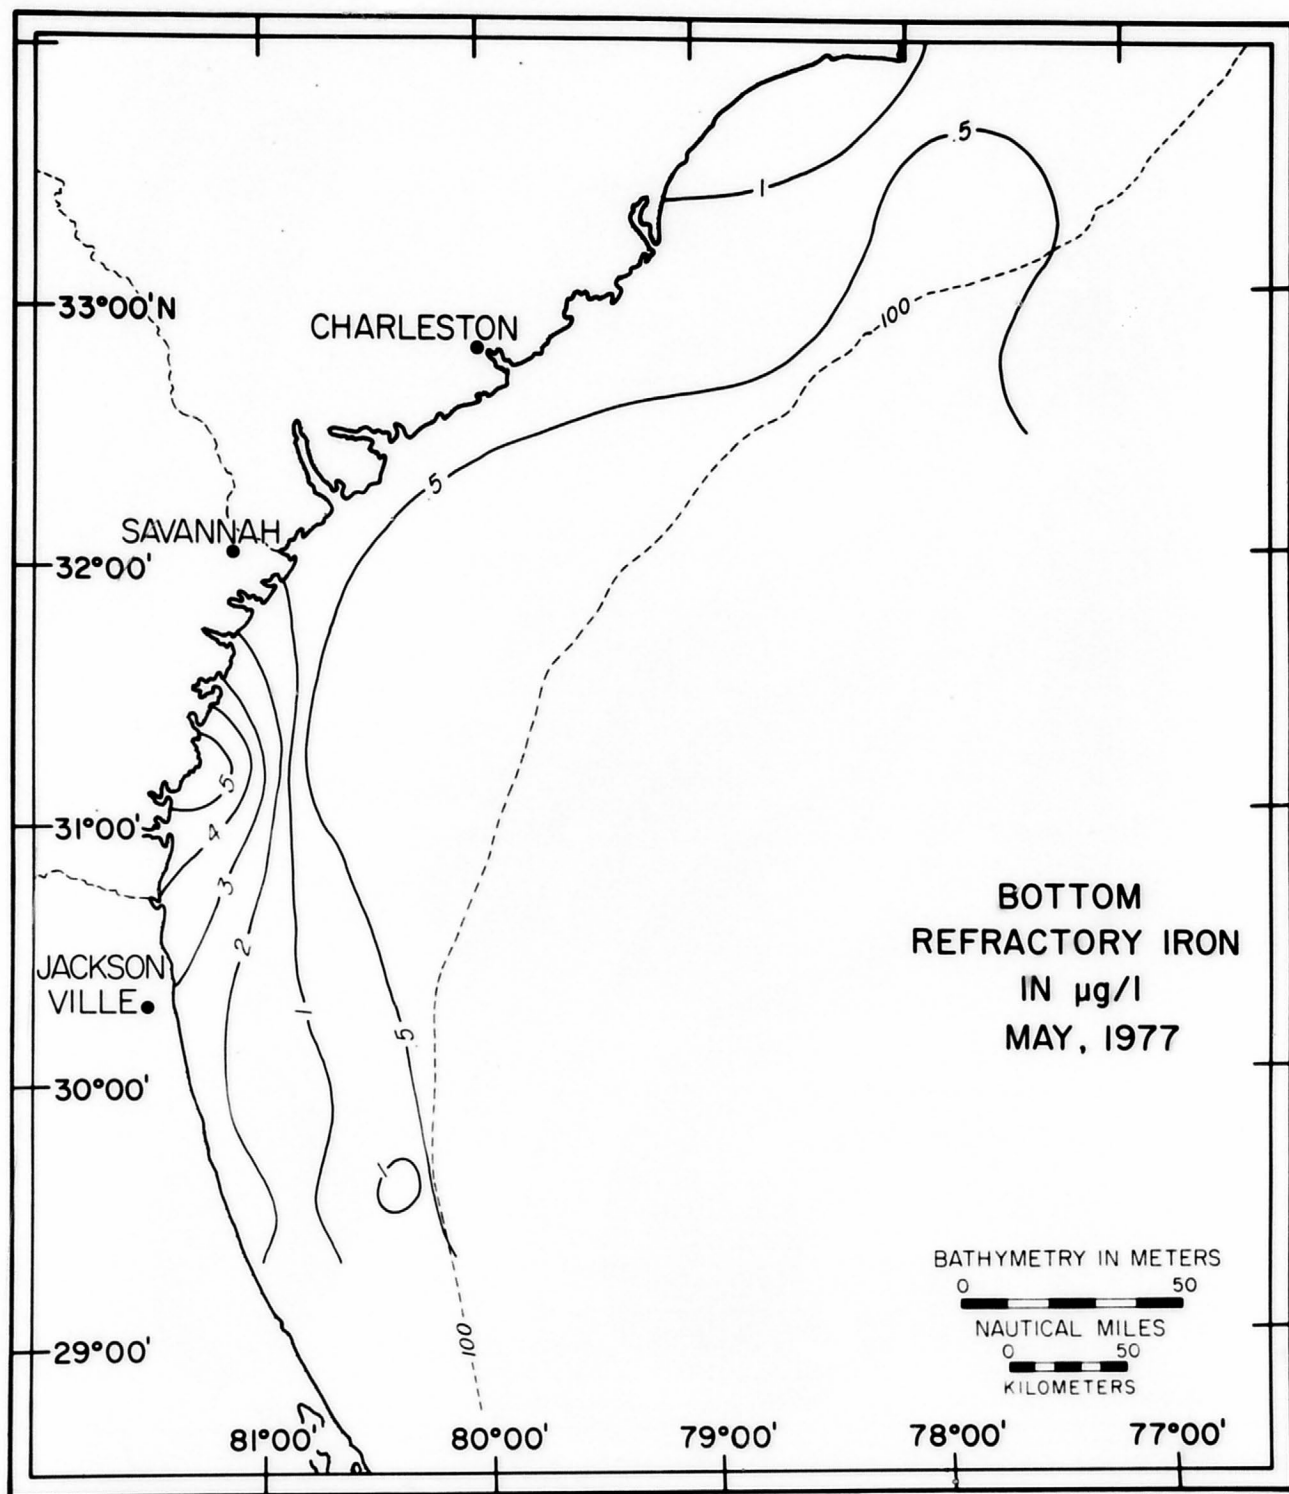 .5
1
100
33°00'N
CHARLESTON
.5
SAVANNAH
32°00'
5
31°00'
4
3
BOTTOM
REFRACTORY IRON
IN µg/l
MAY, 1977
2
JACKSON
VILLE
1
.5
30°00'
1
BATHYMETRY IN METERS
0 50
NAUTICAL MILES
0 50
KILOMETERS
100
29°00'
81°00' 80°00' 79°00' 78°00' 77°00'